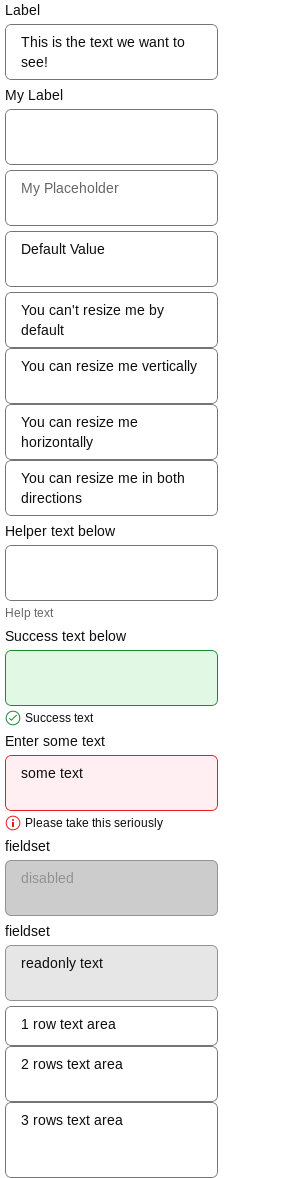 Label
This is the text we want to
see!
My Label
My Placeholder
Default Value
You can't resize me by
default
You can resize me vertically
You can resize me
horizontally
You can resize me in both
directions
Helper text below
Help text
Success text below
Success text
Enter some text
some text
Please take this seriously
fieldset
disabled
fieldset
readonly text
1 row text area
2 rows text area
3 rows text area